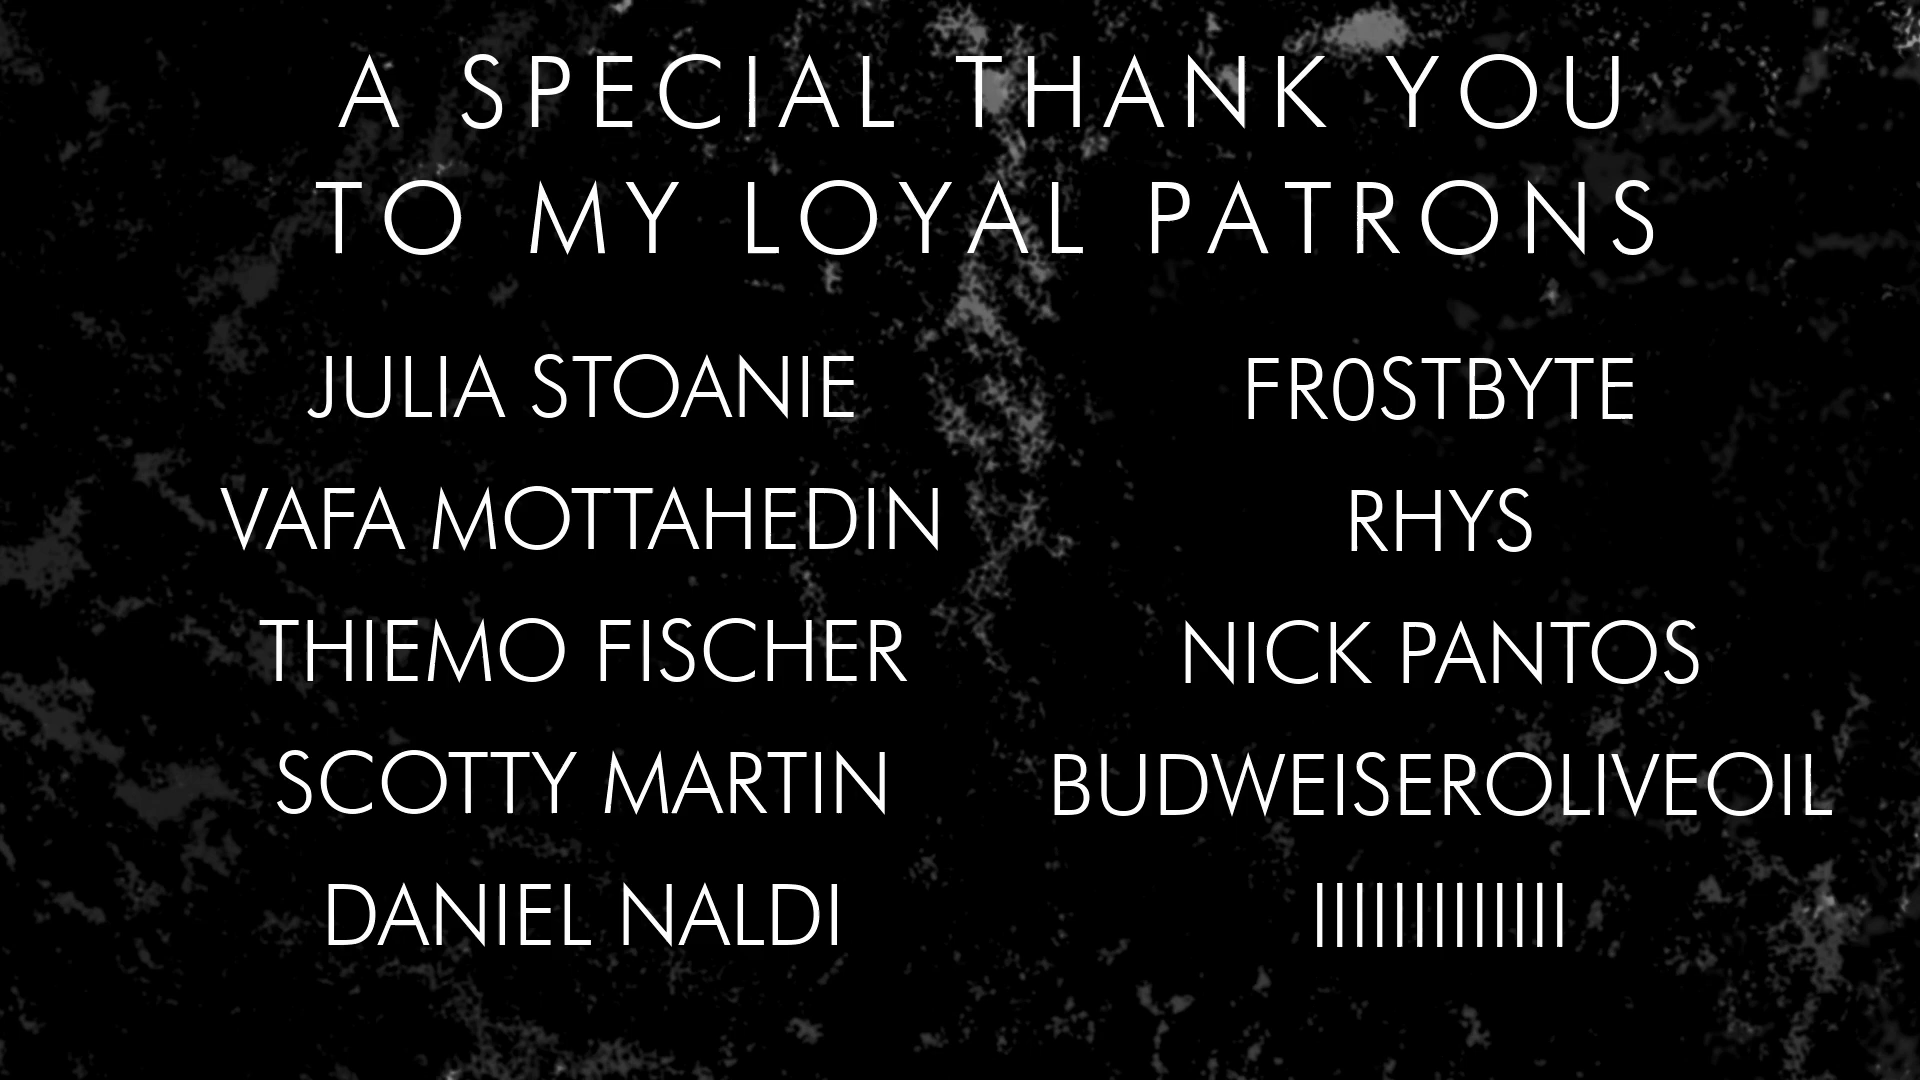 A SPECIAL THANK YOU
TO MY LOYAL PATRONS
JULIA STOANIE
VAFA MOTTAHEDIN
THIEMO FISCHER
SCOTTY MARTIN
DANIEL NALDI
FR0STBYTE
RHYS
NICK PANTOS
BUDWEISEROLIVEOIL
IIIIIIIIIIIII